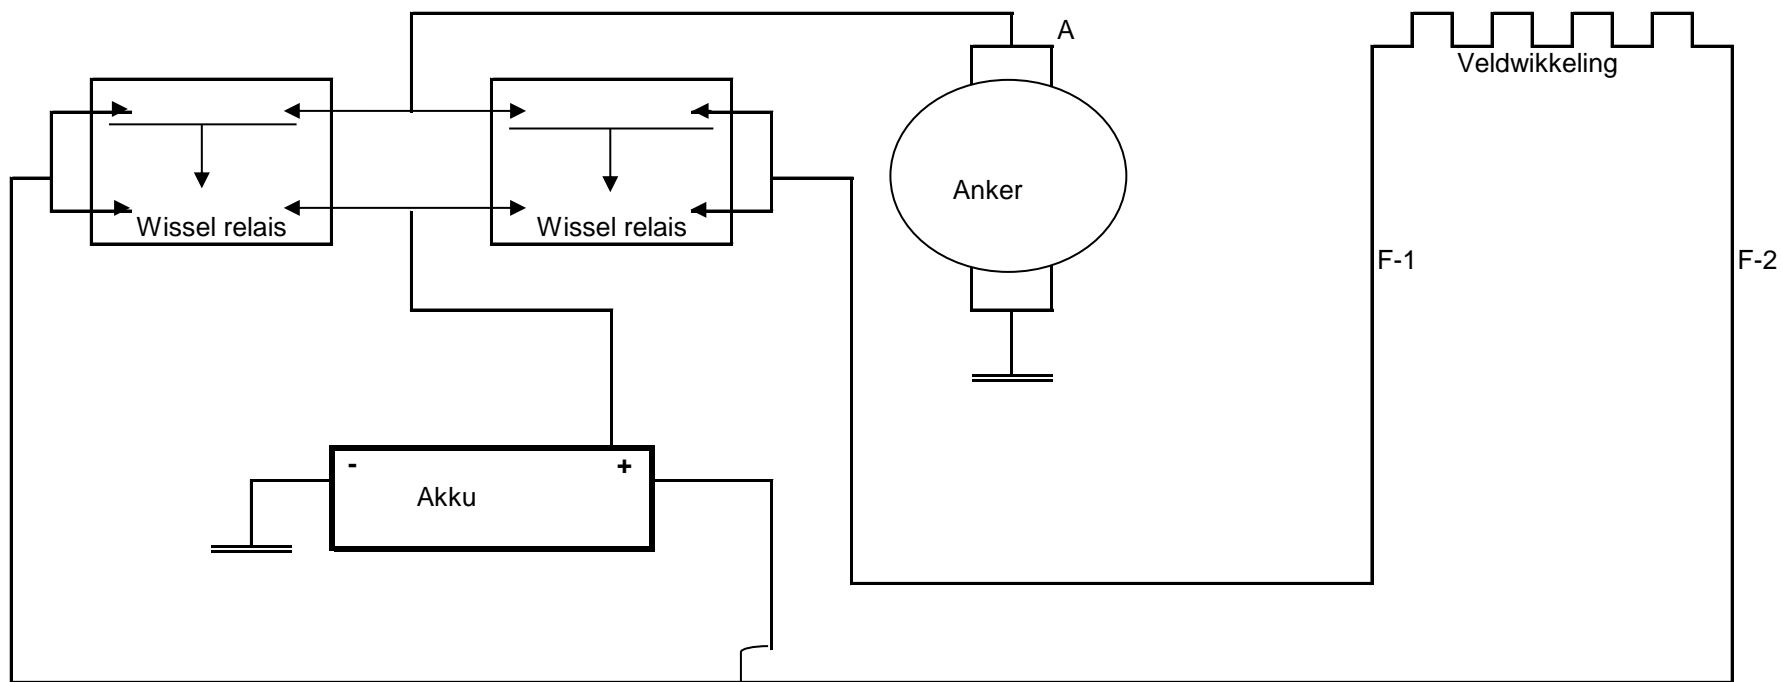 A
Veldwikkeling
Anker
Wissel relais
Wissel relais
F-1
F-2
-
+
Akku